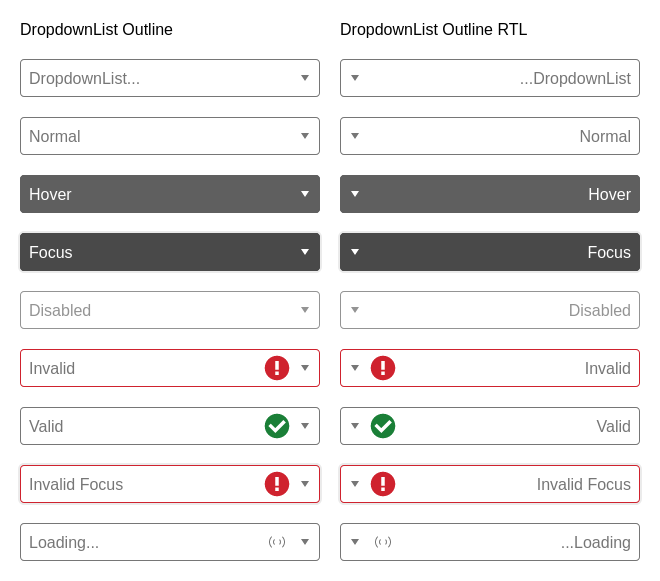 DropdownList Outline
DropdownList...
Normal
Hover
Focus
Disabled
Invalid
Valid
Invalid Focus
Loading...
DropdownList Outline RTL
...DropdownList
Normal
Hover
Focus
Disabled
Invalid
Valid
Invalid Focus
...Loading